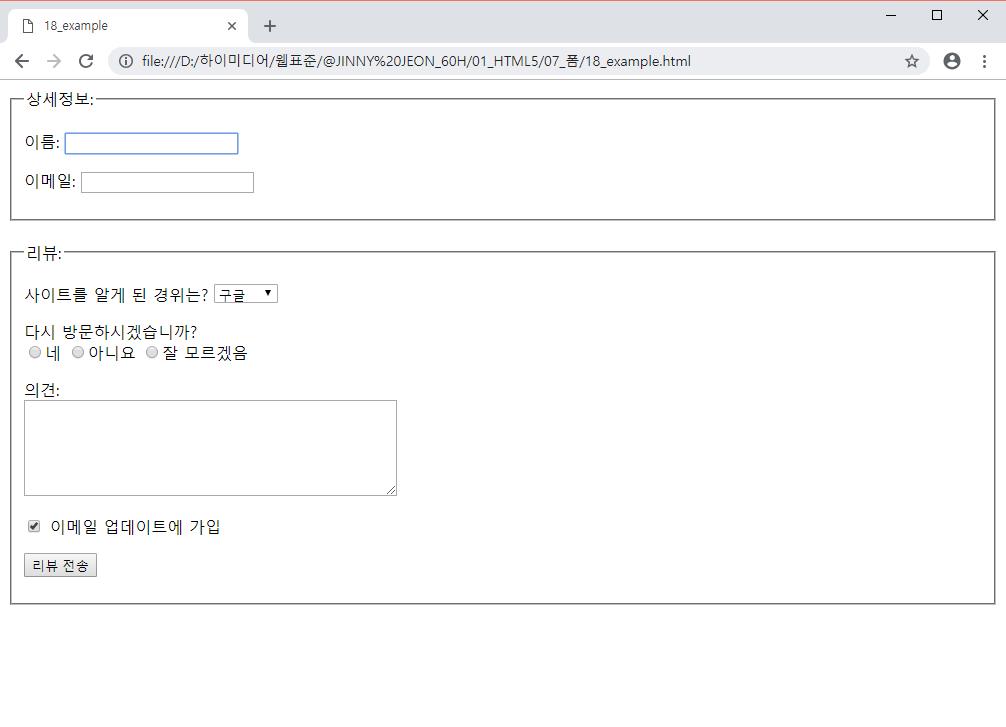 18_example
file:///D:/하이미디어/웹표준/@JINNY%20JEON_60H/01_HTML5/07_폼/18_example.html
상세정보:
이름:
이메일:
리뷰:
사이트를 알게 된 경위는? 구글
다시 방문하시겠습니까?
네 아니요 잘 모르겠음
의견:
이메일 업데이트에 가입
리뷰 전송